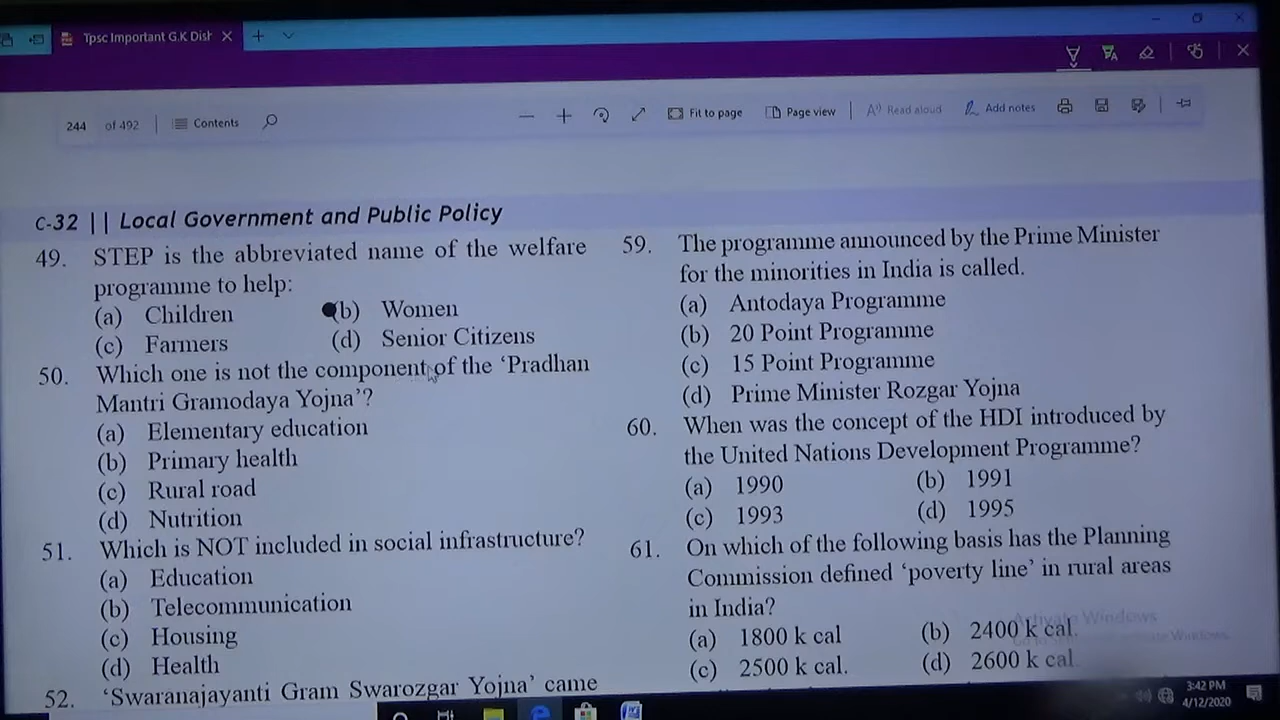 Tpsc Important G.K Dist
244 of 492
Contents
Fit to page
Page view
Read aloud
Add notes
C-32 || Local Government and Public Policy
49. STEP is the abbreviated name of the welfare
programme to help:
(a) Children (b) Women
(c) Farmers (d) Senior Citizens
50. Which one is not the component of the ‘Pradhan
Mantri Gramodaya Yojna’?
(a) Elementary education
(b) Primary health
(c) Rural road
(d) Nutrition
51. Which is NOT included in social infrastructure?
(a) Education
(b) Telecommunication
(c) Housing
(d) Health
52. ‘Swaranajayanti Gram Swarozgar Yojna’ came
59. The programme announced by the Prime Minister
for the minorities in India is called.
(a) Antodaya Programme
(b) 20 Point Programme
(c) 15 Point Programme
(d) Prime Minister Rozgar Yojna
60. When was the concept of the HDI introduced by
the United Nations Development Programme?
(a) 1990 (b) 1991
(c) 1993 (d) 1995
61. On which of the following basis has the Planning
Commission defined ‘poverty line’ in rural areas
in India?
(a) 1800 k cal (b) 2400 k cal.
(c) 2500 k cal. (d) 2600 k cal
Activate Windows
3:42 PM
4/12/2020